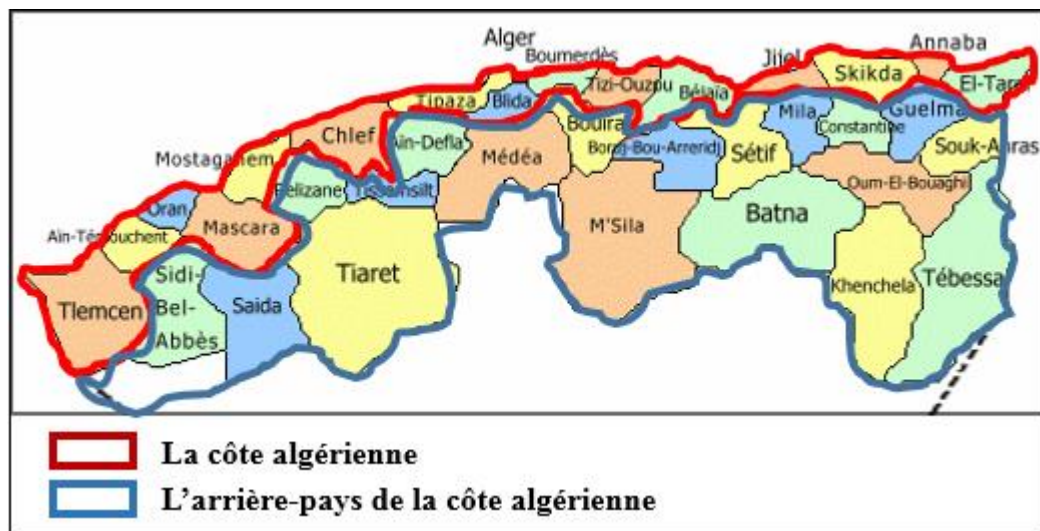 Alger
Boumerdès
Annaba
Jijel
Skikda
El-Tarf
Tizi-Ouzou
Béjaïa
Tipaza
Blida
Guelma
Mila
Chlef
Bouira
Constantine
Aïn-Defla
Souk-Ahras
Médéa
Bordj-Bou-Arreridj
Sétif
Mostaganem
Oum-El-Bouaghi
Relizane
Tissemsilt
Oran
Batna
Mascara
M'Sila
Aïn-Témouchent
Tiaret
Sidi-
Bel-
Abbès
Saida
Khenchela
Tébessa
Tlemcen
La côte algérienne
L'arrière-pays de la côte algérienne